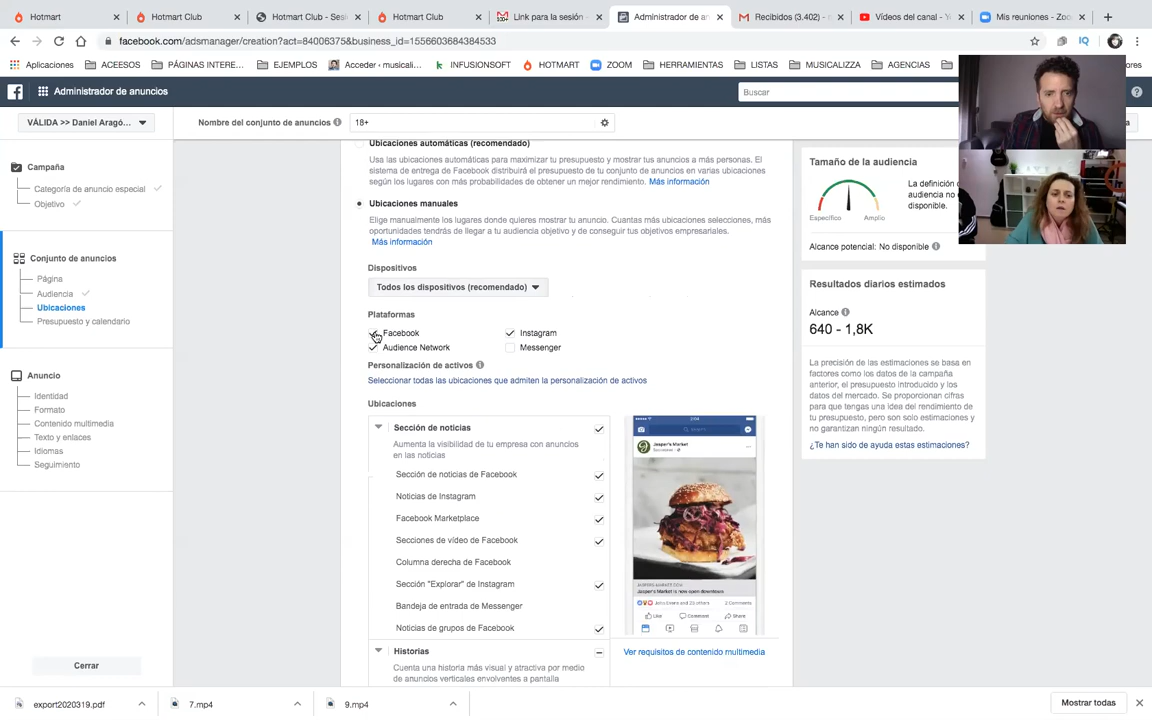 Hotmart
Hotmart Club
Hotmart Club - Sesi
Hotmart Club
Link para la sesión -
Administrador de an
Recibidos (3.402) -
Vídeos del canal - Y
Mis reuniones - Zoo
facebook.com/adsmanager/creation?act=84006375&business_id=1556603684384533
Aplicaciones
ACEESOS
PÁGINAS INTERE...
EJEMPLOS
Acceder ‹ musicali...
INFUSIONSOFT
HOTMART
ZOOM
HERRAMIENTAS
LISTAS
MUSICALIZZA
AGENCIAS
Administrador de anuncios
Buscar
VÁLIDA >> Daniel Aragó...
Nombre del conjunto de anuncios
18+
Campaña
Categoría de anuncio especial
Objetivo
Conjunto de anuncios
Página
Audiencia
Ubicaciones
Presupuesto y calendario
Anuncio
Identidad
Formato
Contenido multimedia
Texto y enlaces
Idiomas
Seguimiento
Cerrar
Ubicaciones automáticas (recomendado)
Usa las ubicaciones automáticas para maximizar tu presupuesto y mostrar tus anuncios a más personas. El
sistema de entrega de Facebook distribuirá el presupuesto de tu conjunto de anuncios en varias ubicaciones
según los lugares con más probabilidades de obtener un mejor rendimiento. Más información
Ubicaciones manuales
Elige manualmente los lugares donde quieres mostrar tu anuncio. Cuantas más ubicaciones selecciones, más
oportunidades tendrás de llegar a tu audiencia objetivo y de conseguir tus objetivos empresariales.
Más información
Dispositivos
Todos los dispositivos (recomendado)
Plataformas
Facebook
Instagram
Audience Network
Messenger
Personalización de activos
Seleccionar todas las ubicaciones que admiten la personalización de activos
Ubicaciones
Sección de noticias
Aumenta la visibilidad de tu empresa con anuncios
en las noticias
Sección de noticias de Facebook
Noticias de Instagram
Facebook Marketplace
Secciones de vídeo de Facebook
Columna derecha de Facebook
Sección "Explorar" de Instagram
Bandeja de entrada de Messenger
Noticias de grupos de Facebook
Historias
Cuenta una historia más visual y atractiva por medio
de anuncios verticales envolventes a pantalla
Jasper's Market
Jasper's Market is now open downtown
2 Comments
Like
Comment
Share
Ver requisitos de contenido multimedia
Tamaño de la audiencia
La definición
audiencia no
disponible.
Específico
Amplio
Alcance potencial: No disponible
Resultados diarios estimados
Alcance
640 - 1,8K
La precisión de las estimaciones se basa en
factores como los datos de la campaña
anterior, el presupuesto introducido y los
datos del mercado. Se proporcionan cifras
para que tengas una idea del rendimiento de
tu presupuesto, pero son solo estimaciones y
no garantizan ningún resultado.
¿Te han sido de ayuda estas estimaciones?
export2020319.pdf
7.mp4
9.mp4
Mostrar todas